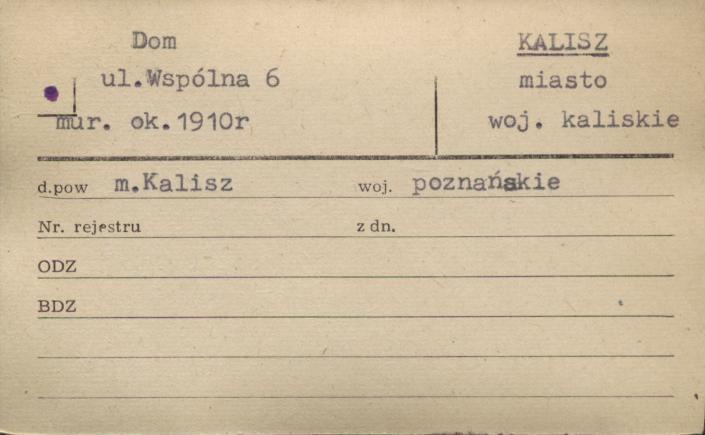 Dom
ul.Wspólna 6
mur. ok.1910r
KALISZ
miasto
woj. kaliskie
d.pow m.Kalisz woj. poznańskie
Nr. rejestru z dn.
ODZ
BDZ